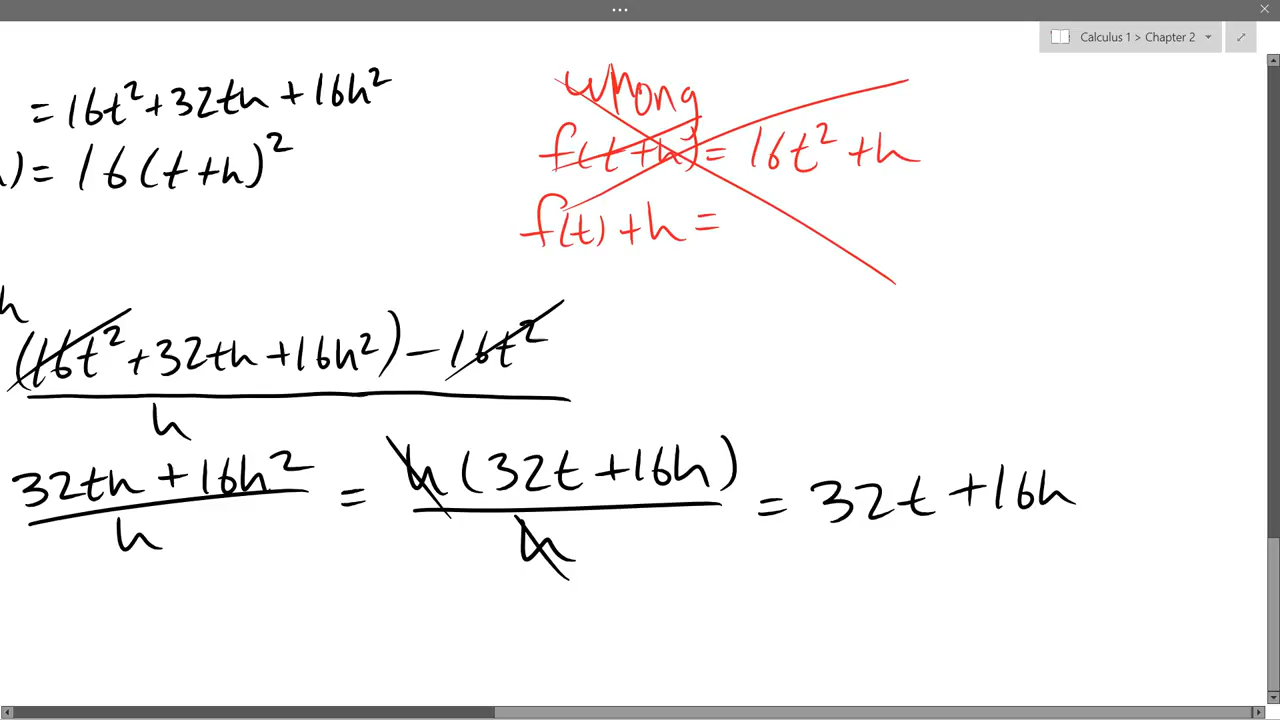 Calculus 1 > Chapter 2
= 16t² + 32th + 16h²
) = 16(t+h)²
wrong
f(t+h) = 16t² + h
f(t) + h =
h
(16t² + 32th + 16h²) - 16t²
h
32th + 16h² = h(32t + 16h) = 32t + 16h
h h